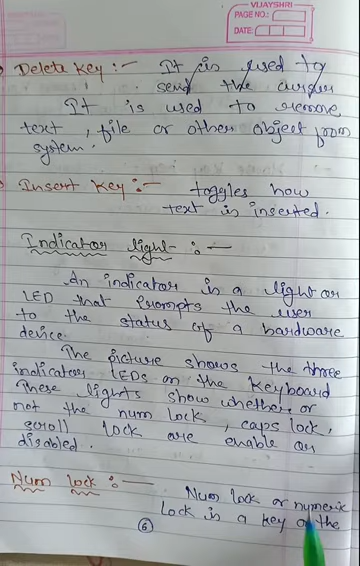 VIJAYSHRI
PAGE NO.:
DATE:
Delete Key :- It is used to
send the cursor
It is used to remove
text, file or other object from
system.
Insert Key :- toggles how
text is inserted.
Indicator light :-
An indicator is a light or
LED that prompts the user
to the status of a hardware
device.
The picture shows the three
indicator LEDs on the keyboard
These lights show whether or
not the num lock, caps lock,
scroll lock are enable or
disabled.
Num lock :-
Num lock or numeric
Lock is a key on the
6